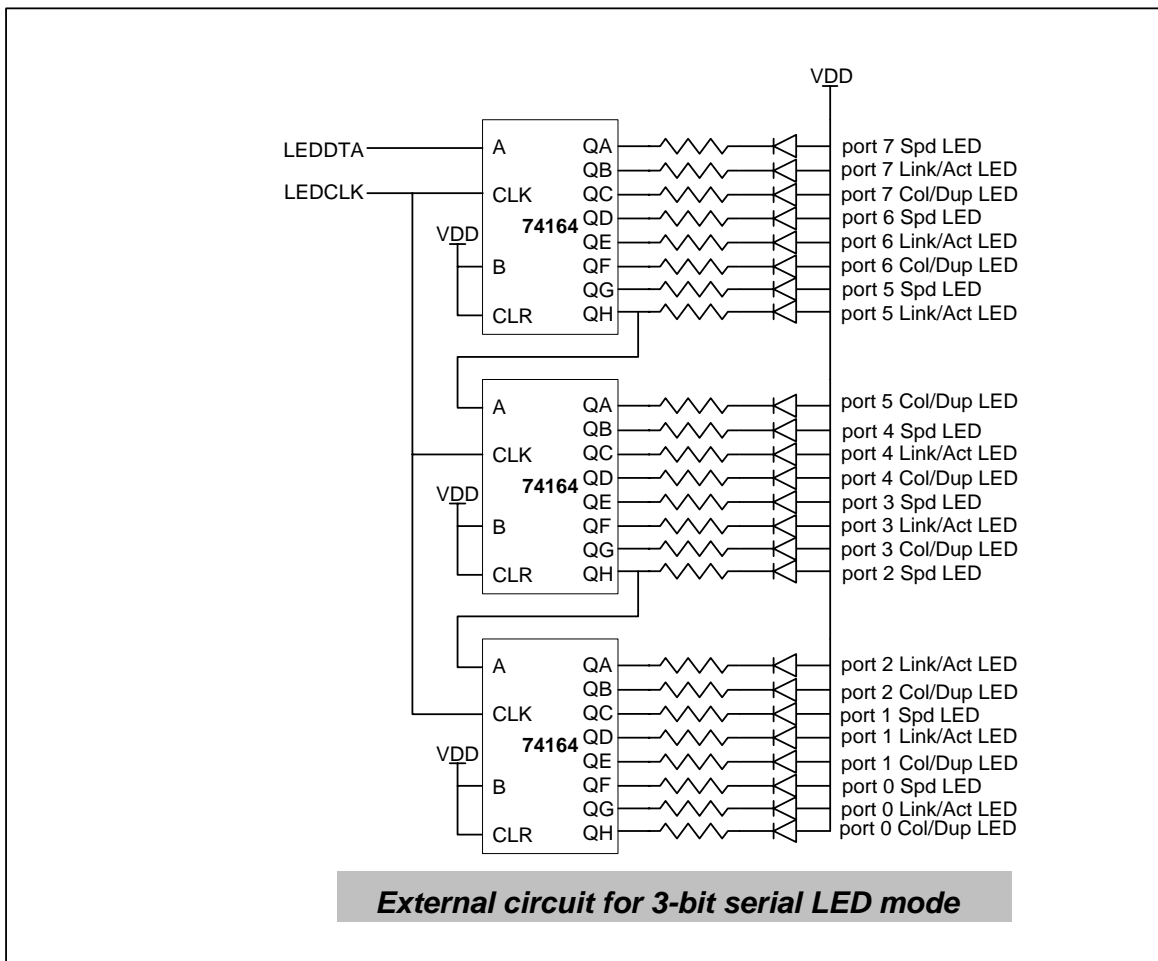 VDD
LEDDTA
LEDCLK
A
CLK
VDD
B
CLR
74164
QA
QB
QC
QD
QE
QF
QG
QH
port 7 Spd LED
port 7 Link/Act LED
port 7 Col/Dup LED
port 6 Spd LED
port 6 Link/Act LED
port 6 Col/Dup LED
port 5 Spd LED
port 5 Link/Act LED
A
CLK
VDD
B
CLR
74164
QA
QB
QC
QD
QE
QF
QG
QH
port 5 Col/Dup LED
port 4 Spd LED
port 4 Link/Act LED
port 4 Col/Dup LED
port 3 Spd LED
port 3 Link/Act LED
port 3 Col/Dup LED
port 2 Spd LED
A
CLK
VDD
B
CLR
74164
QA
QB
QC
QD
QE
QF
QG
QH
port 2 Link/Act LED
port 2 Col/Dup LED
port 1 Spd LED
port 1 Link/Act LED
port 1 Col/Dup LED
port 0 Spd LED
port 0 Link/Act LED
port 0 Col/Dup LED
External circuit for 3-bit serial LED mode